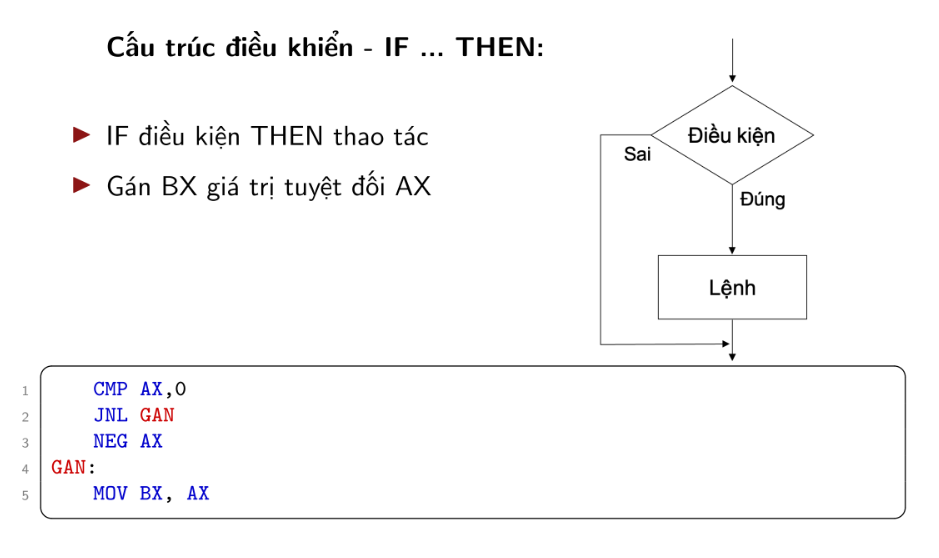 Cấu trúc điều khiển - IF ... THEN:
▶ IF điều kiện THEN thao tác
▶ Gán BX giá trị tuyệt đối AX
Điều kiện
Sai
Đúng
Lệnh
1 CMP AX,0
2 JNL GAN
3 NEG AX
4 GAN:
5 MOV BX, AX